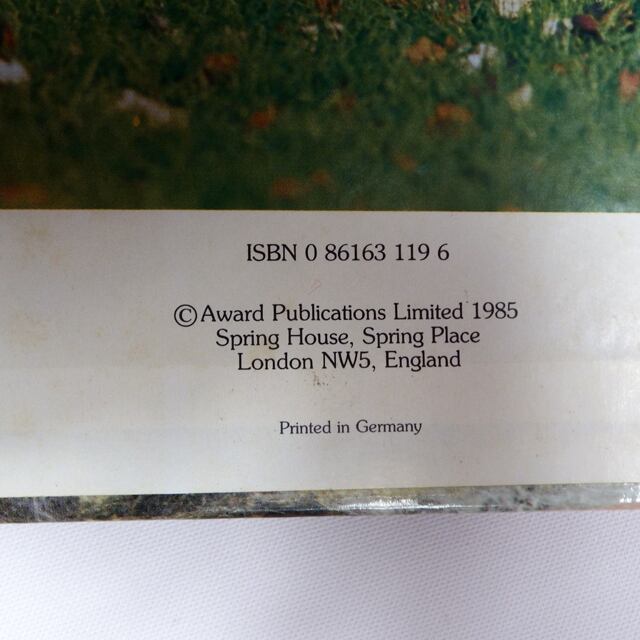 ISBN 0 86163 119 6
© Award Publications Limited 1985
Spring House, Spring Place
London NW5, England
Printed in Germany